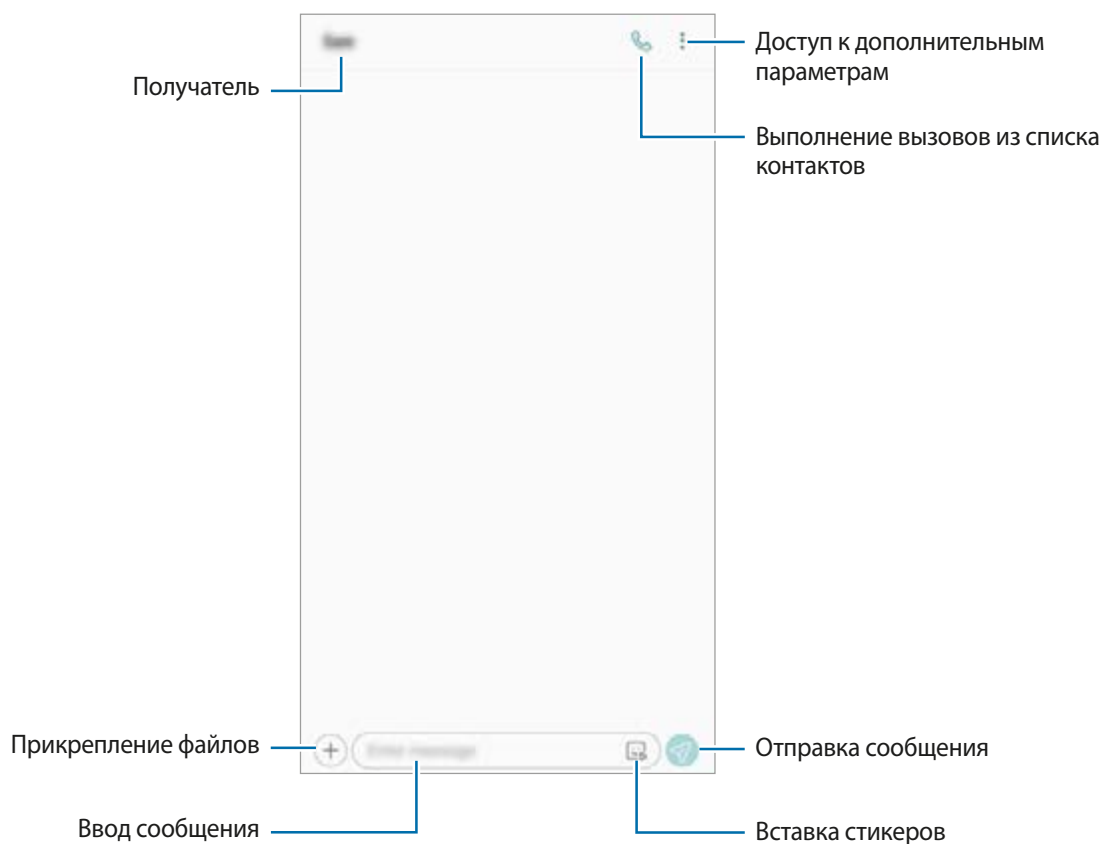 Доступ к дополнительным
параметрам
Получатель
Выполнение вызовов из списка
контактов
Прикрепление файлов
Отправка сообщения
Ввод сообщения
Вставка стикеров